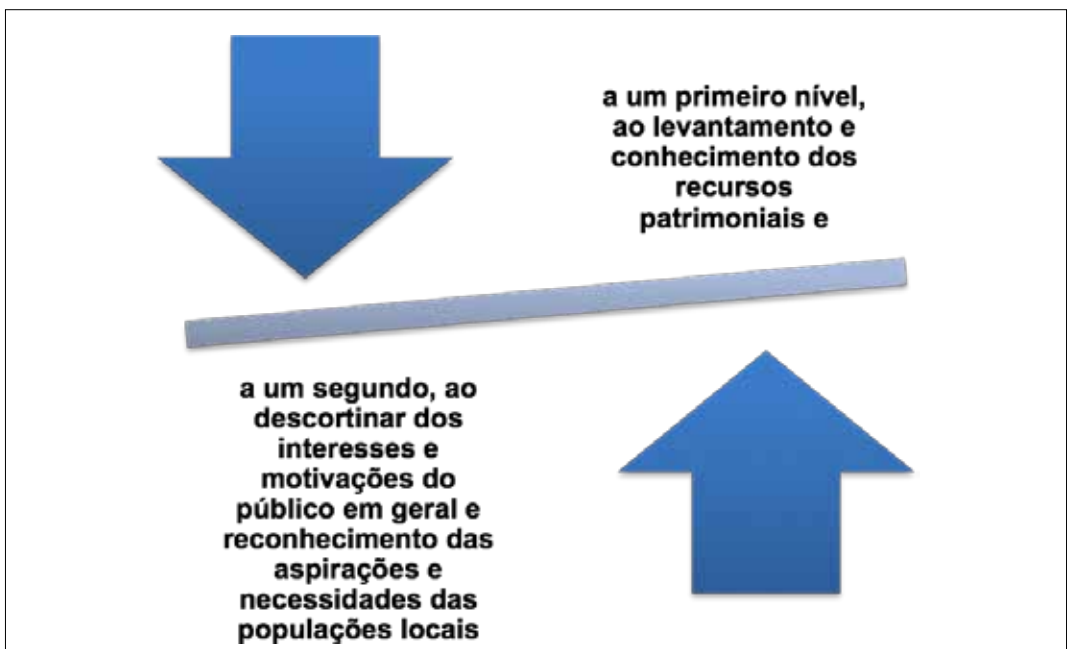 a um primeiro nível,
ao levantamento e
conhecimento dos
recursos
patrimoniais e
a um segundo, ao
descortinar dos
interesses e
motivações do
público em geral e
reconhecimento das
aspirações e
necessidades das
populações locais